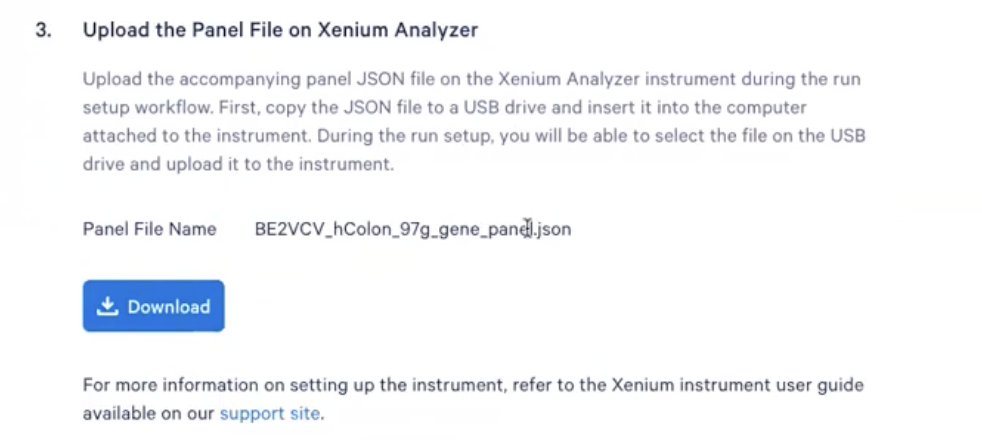 3. Upload the Panel File on Xenium Analyzer
Upload the accompanying panel JSON file on the Xenium Analyzer instrument during the run
setup workflow. First, copy the JSON file to a USB drive and insert it into the computer
attached to the instrument. During the run setup, you will be able to select the file on the USB
drive and upload it to the instrument.
Panel File Name BE2VCV_hColon_97g_gene_panel.json
Download
For more information on setting up the instrument, refer to the Xenium instrument user guide
available on our support site.